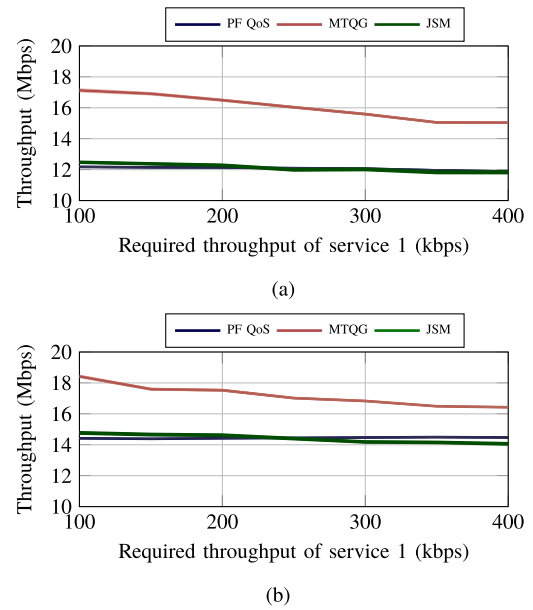 PF QoS MTQG JSM
20
18
16
14
12
10
Throughput (Mbps)
100 200 300 400
Required throughput of service 1 (kbps)
(a)
PF QoS MTQG JSM
20
18
16
14
12
10
Throughput (Mbps)
100 200 300 400
Required throughput of service 1 (kbps)
(b)